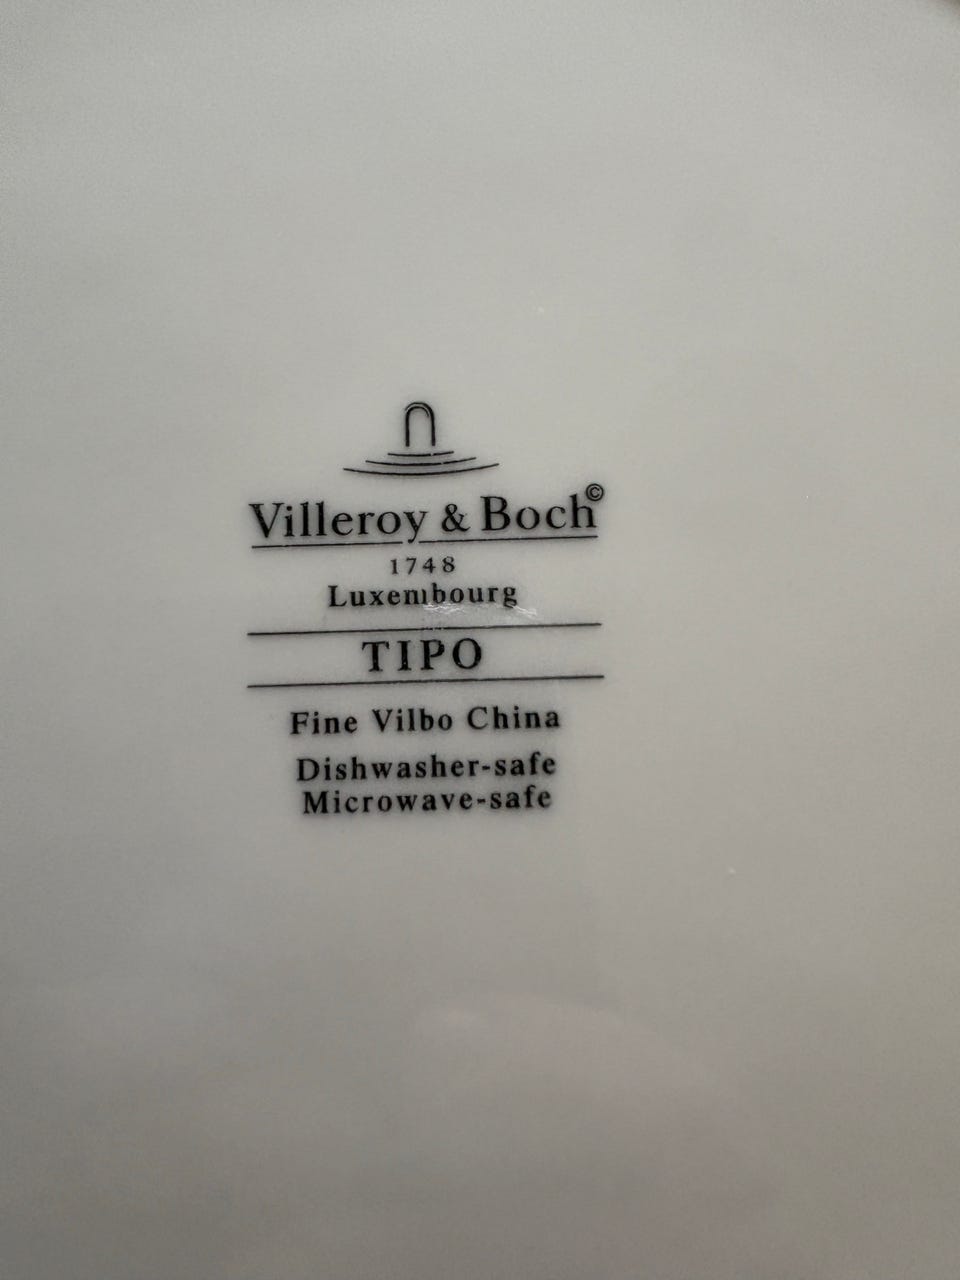 Villeroy & Boch©
1748
Luxembourg
TIPO
Fine Vilbo China
Dishwasher-safe
Microwave-safe